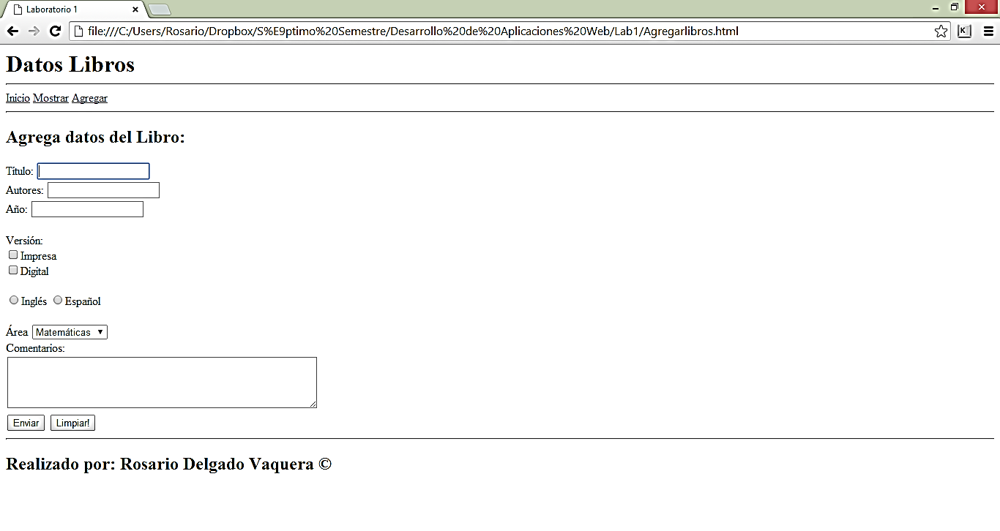 Laboratorio 1
file:///C:/Users/Rosario/Dropbox/S%E9ptimo%20Semestre/Desarrollo%20de%20Aplicaciones%20Web/Lab1/Agregarlibros.html
K
Datos Libros
Inicio Mostrar Agregar
Agrega datos del Libro:
Título:
Autores:
Año:
Versión:
Impresa
Digital
Inglés Español
Área Matemáticas
Comentarios:
Enviar Limpiar!
Realizado por: Rosario Delgado Vaquera ©